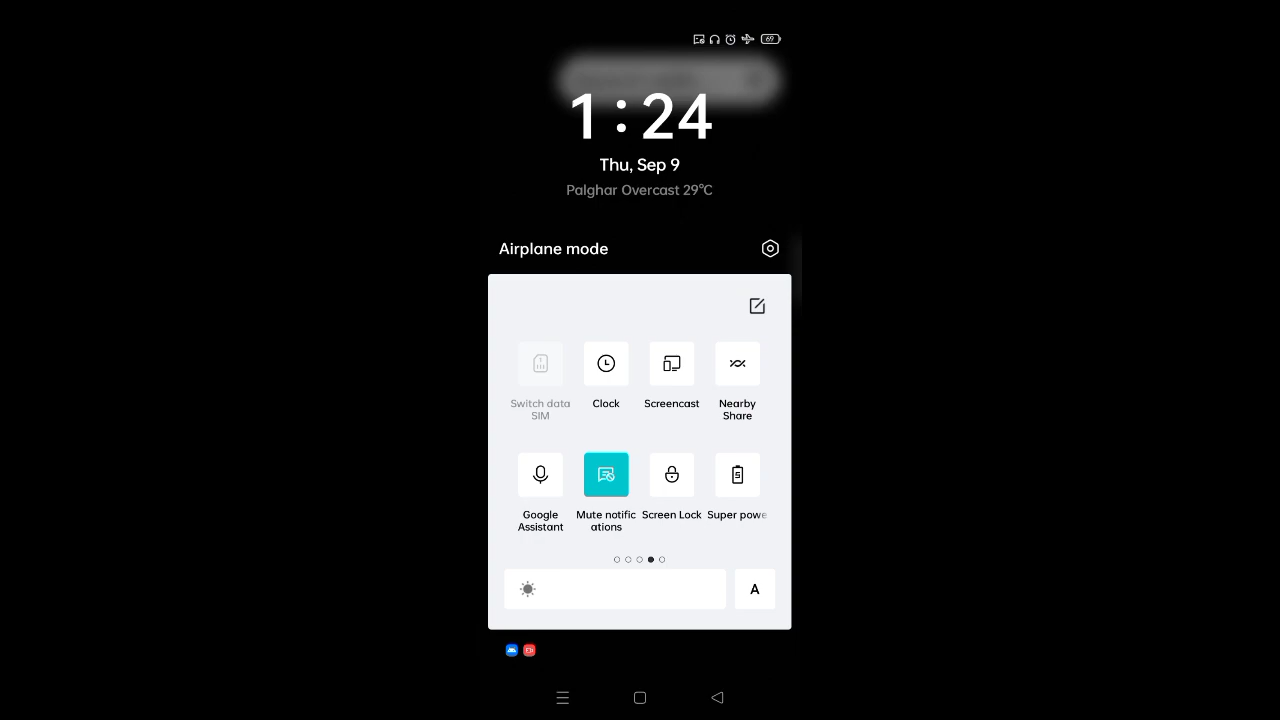 69
1:24
Thu, Sep 9
Palghar Overcast 29°C
Airplane mode
Switch data
SIM
Clock
Screencast
Nearby
Share
Google
Assistant
Mute notific
ations
Screen Lock
Super powe
A